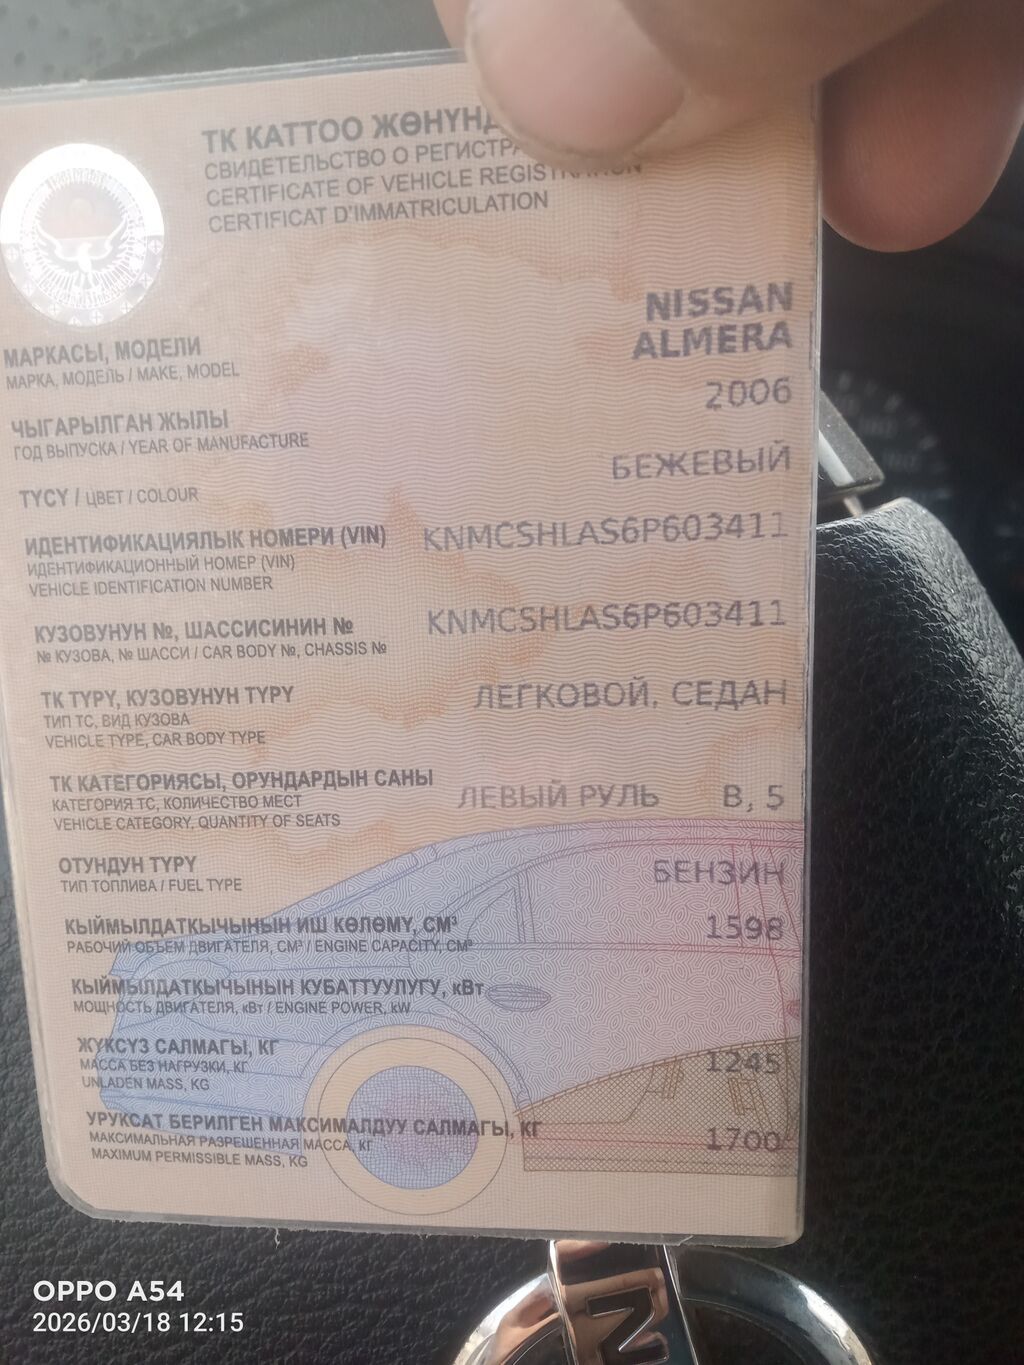 ТК КАТТОО ЖӨНҮНД
СВИДЕТЕЛЬСТВО О РЕГИСТРА
CERTIFICATE OF VEHICLE REGISTRATION
CERTIFICAT D'IMMATRICULATION
NISSAN
ALMERA
МАРКАСЫ, МОДЕЛИ
МАРКА, МОДЕЛЬ / MAKE, MODEL
2006
ЧЫГАРЫЛГАН ЖЫЛЫ
ГОД ВЫПУСКА / YEAR OF MANUFACTURE
БЕЖЕВЫЙ
ТҮСҮ / ЦВЕТ / COLOUR
ИДЕНТИФИКАЦИЯЛЫК НОМЕРИ (VIN) KNMCSHLAS6P603411
ИДЕНТИФИКАЦИОННЫЙ НОМЕР (VIN)
VEHICLE IDENTIFICATION NUMBER
КУЗОВУНУН №, ШАССИСИНИН № KNMCSHLAS6P603411
№ КУЗОВА, № ШАССИ / CAR BODY №, CHASSIS №
ТК ТҮРҮ, КУЗОВУНУН ТҮРҮ ЛЕГКОВОЙ, СЕДАН
ТИП ТС, ВИД КУЗОВА
VEHICLE TYPE, CAR BODY TYPE
ТК КАТЕГОРИЯСЫ, ОРУНДАРДЫН САНЫ
КАТЕГОРИЯ ТС, КОЛИЧЕСТВО МЕСТ ЛЕВЫЙ РУЛЬ B, 5
VEHICLE CATEGORY, QUANTITY OF SEATS
ОТУНДУН ТҮРҮ БЕНЗИН
ТИП ТОПЛИВА / FUEL TYPE
КЫЙМЫЛДАТКЫЧЫНЫН ИШ КӨЛӨМҮ, СМ³ 1598
РАБОЧИЙ ОБЪЕМ ДВИГАТЕЛЯ, СМ³ / ENGINE CAPACITY, CM³
КЫЙМЫЛДАТКЫЧЫНЫН КУБАТТУУЛУГУ, кВт
МОЩНОСТЬ ДВИГАТЕЛЯ, кВт / ENGINE POWER, kW
ЖҮКСҮЗ САЛМАГЫ, КГ 1245
МАССА БЕЗ НАГРУЗКИ, КГ
UNLADEN MASS, KG
УРУКСАТ БЕРИЛГЕН МАКСИМАЛДУУ САЛМАГЫ, КГ 1700
МАКСИМАЛЬНАЯ РАЗРЕШЕННАЯ МАССА, КГ
MAXIMUM PERMISSIBLE MASS, KG
OPPO A54
2026/03/18 12:15